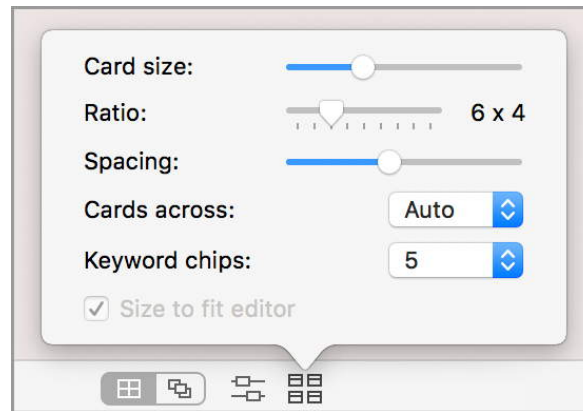 Card size:
Ratio: 6 x 4
Spacing:
Cards across: Auto
Keyword chips: 5
Size to fit editor